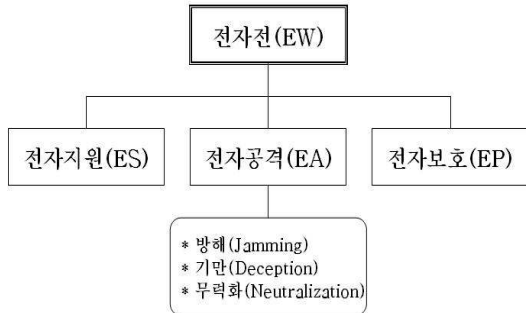 전자전(EW)
전자지원(ES)
전자공격(EA)
전자보호(EP)
* 방해(Jamming)
* 기만(Deception)
* 무력화(Neutralization)